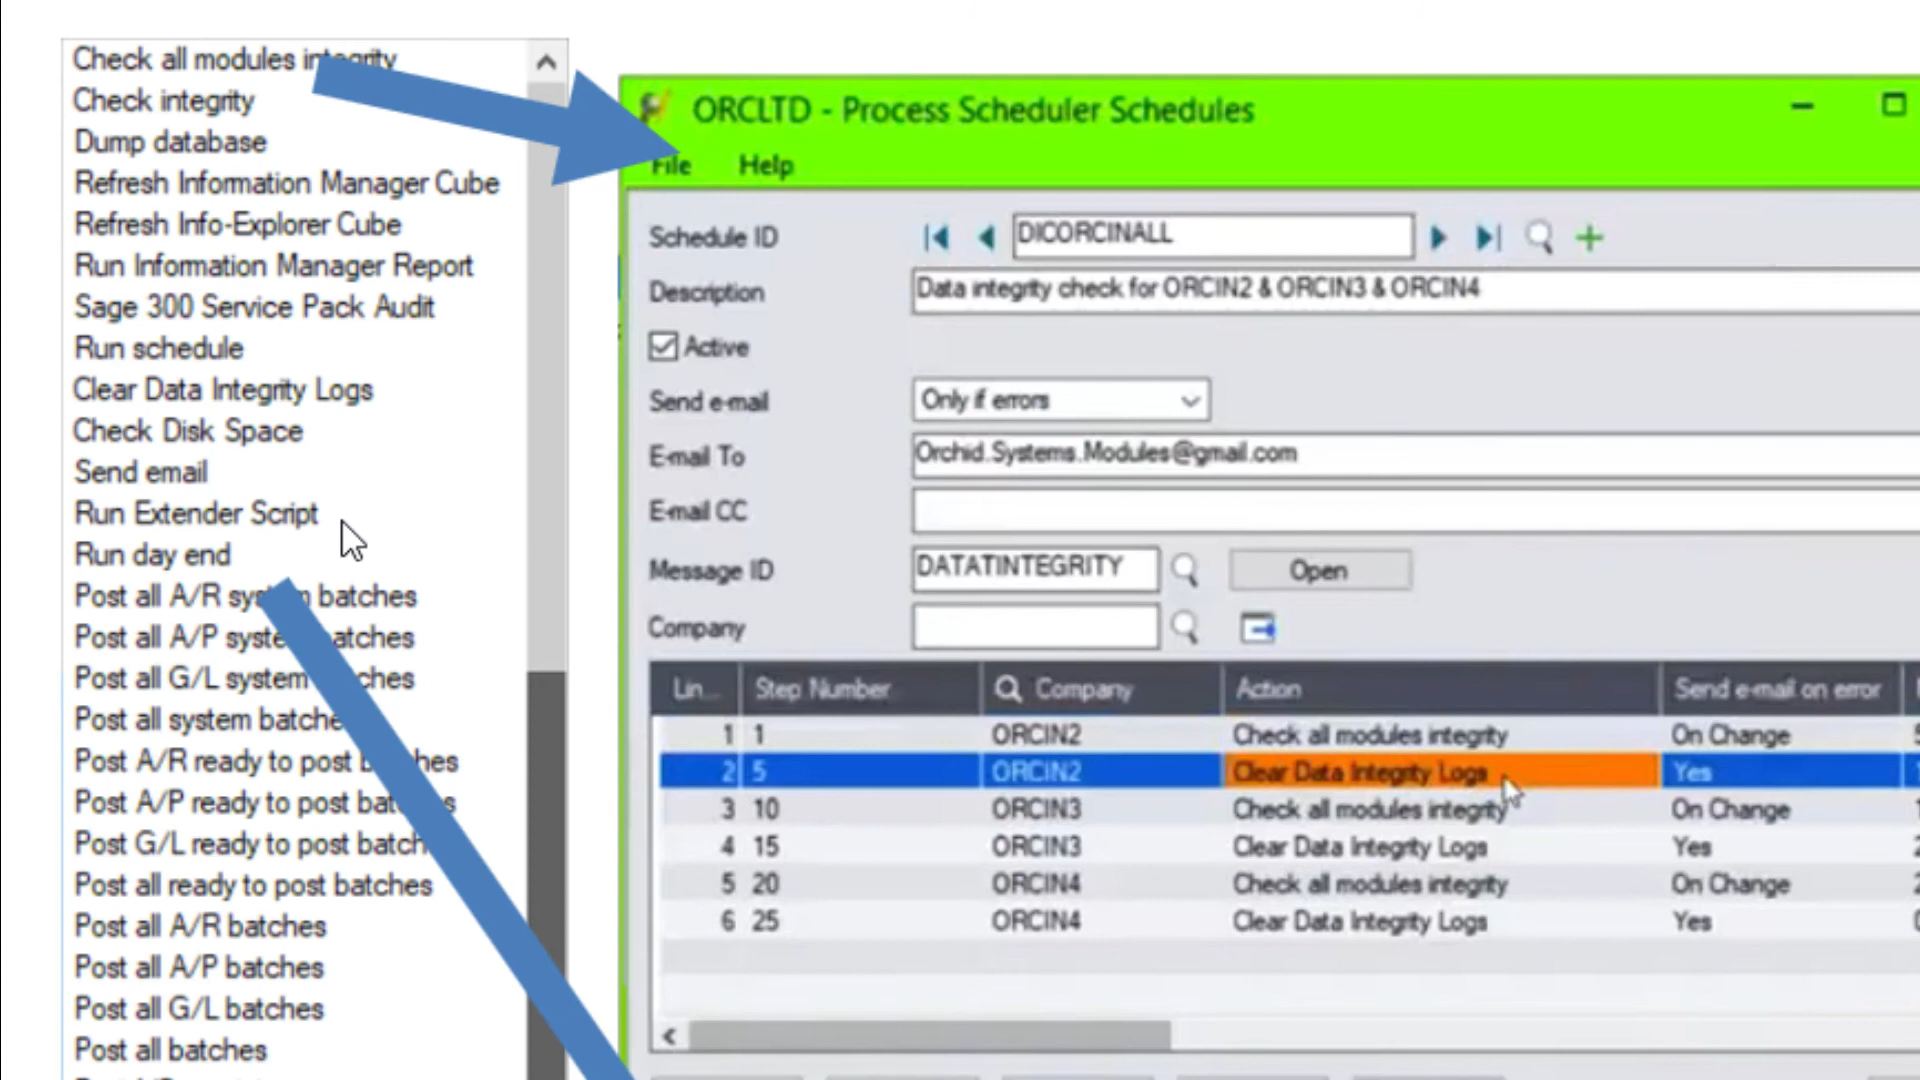 Check all modules integrity
Check integrity
Dump database
Refresh Information Manager Cube
Refresh Info-Explorer Cube
Run Information Manager Report
Sage 300 Service Pack Audit
Run schedule
Clear Data Integrity Logs
Check Disk Space
Send email
Run Extender Script
Run day end
Post all A/R system batches
Post all A/P system batches
Post all G/L system batches
Post all system batches
Post A/R ready to post batches
Post A/P ready to post batches
Post G/L ready to post batches
Post all ready to post batches
Post all A/R batches
Post all A/P batches
Post all G/L batches
Post all batches
ORCLTD - Process Scheduler Schedules
File Help
Schedule ID DICORCINALL
Description Data integrity check for ORCIN2 & ORCIN3 & ORCIN4
Active
Send e-mail Only if errors
E-mail To Orchid.Systems.Modules@gmail.com
E-mail CC
Message ID DATATINTEGRITY Open
Company
Lin... Step Number Company Action Send e-mail on error
1 1 ORCIN2 Check all modules integrity On Change
2 5 ORCIN2 Clear Data Integrity Logs Yes
3 10 ORCIN3 Check all modules integrity On Change
4 15 ORCIN3 Clear Data Integrity Logs Yes
5 20 ORCIN4 Check all modules integrity On Change
6 25 ORCIN4 Clear Data Integrity Logs Yes